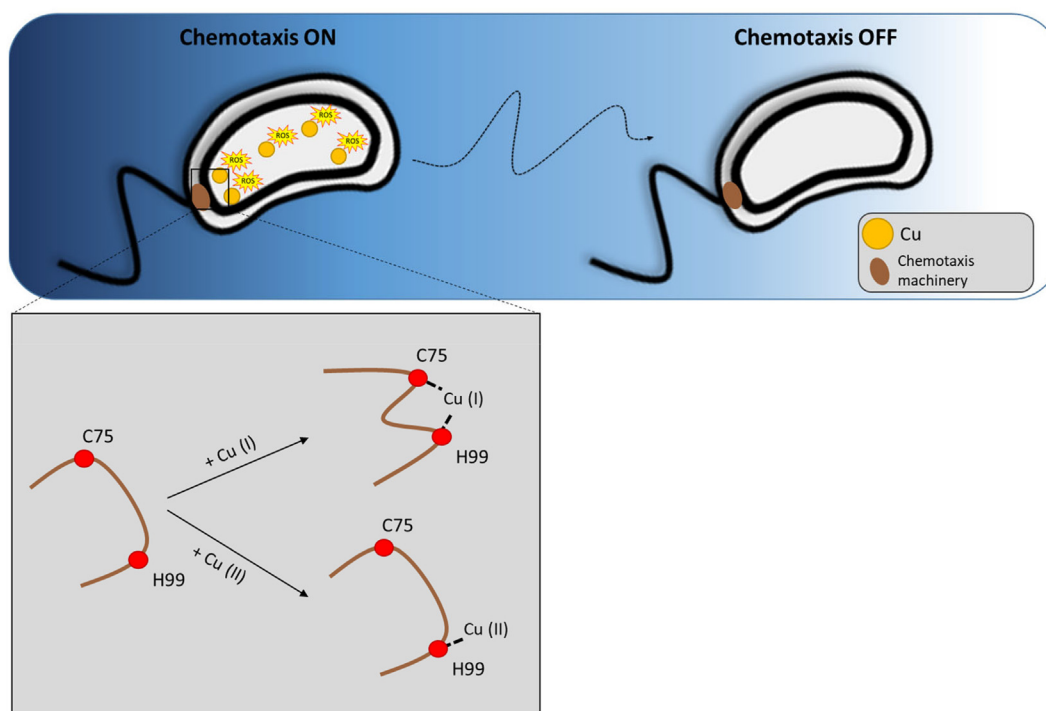 Chemotaxis ON
Chemotaxis OFF
ROS
ROS
ROS
ROS
ROS
Cu
Chemotaxis
machinery
C75
Cu (I)
H99
C75
+ Cu (I)
H99
+ Cu (II)
C75
Cu (II)
H99